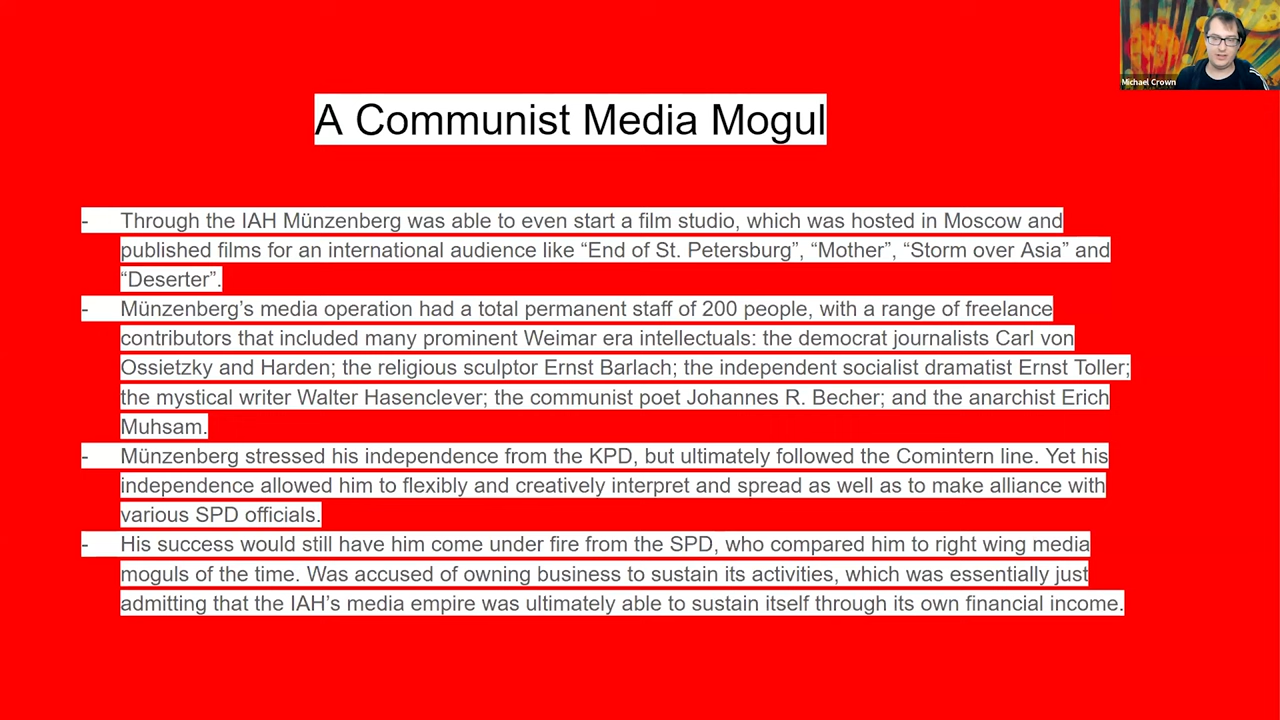 Michael Crown
A Communist Media Mogul
- Through the IAH Münzenberg was able to even start a film studio, which was hosted in Moscow and
published films for an international audience like “End of St. Petersburg”, “Mother”, “Storm over Asia” and
“Deserter”.
- Münzenberg’s media operation had a total permanent staff of 200 people, with a range of freelance
contributors that included many prominent Weimar era intellectuals: the democrat journalists Carl von
Ossietzky and Harden; the religious sculptor Ernst Barlach; the independent socialist dramatist Ernst Toller;
the mystical writer Walter Hasenclever; the communist poet Johannes R. Becher; and the anarchist Erich
Muhsam.
- Münzenberg stressed his independence from the KPD, but ultimately followed the Comintern line. Yet his
independence allowed him to flexibly and creatively interpret and spread as well as to make alliance with
various SPD officials.
- His success would still have him come under fire from the SPD, who compared him to right wing media
moguls of the time. Was accused of owning business to sustain its activities, which was essentially just
admitting that the IAH’s media empire was ultimately able to sustain itself through its own financial income.